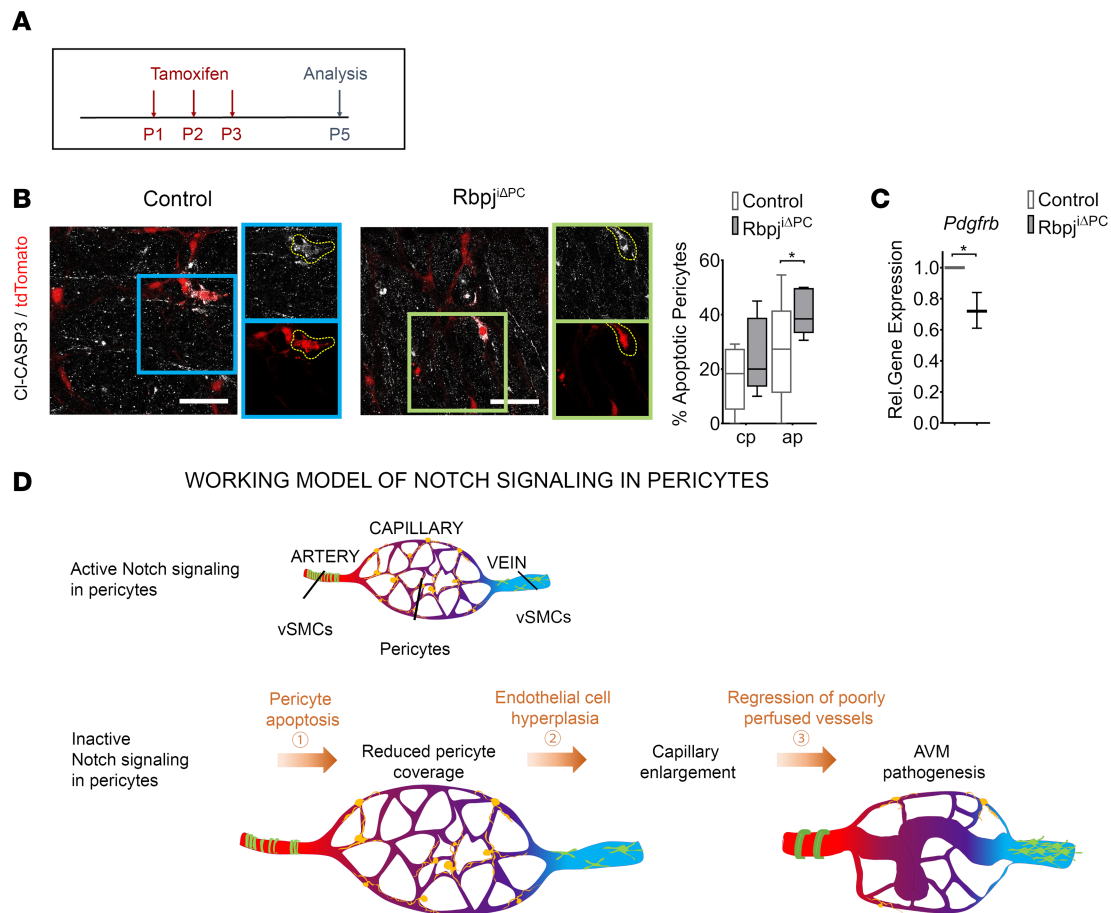 A
Tamoxifen
Analysis
P1 P2 P3 P5
B
Control
Rbpj^iΔPC
Cl-CASP3 / tdTomato
Control
Rbpj^iΔPC
% Apoptotic Pericytes
60
40
20
0
*
cp ap
C
Control
Rbpj^iΔPC
Pdgfrb
*
Rel.Gene Expression
1.0
0.8
0.6
0.4
0.2
0.0
D
WORKING MODEL OF NOTCH SIGNALING IN PERICYTES
Active Notch signaling
in pericytes
CAPILLARY
ARTERY
VEIN
vSMCs
vSMCs
Pericytes
Inactive
Notch signaling
in pericytes
Pericyte
apoptosis
①
Reduced pericyte
coverage
Endothelial cell
hyperplasia
②
Capillary
enlargement
Regression of poorly
perfused vessels
③
AVM
pathogenesis